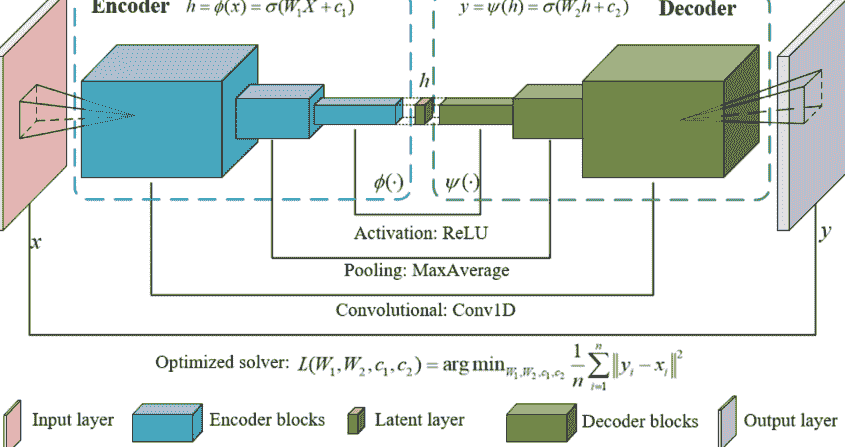 Encoder h = ϕ(x) = σ(W₁X + c₁) y = ψ(h) = σ(W₂h + c₂) Decoder
h
ϕ(·) ψ(·)
Activation: ReLU
x y
Pooling: MaxAverage
Convolutional: Conv1D
Optimized solver: L(W₁,W₂,c₁,c₂) = arg min_{W₁,W₂,c₁,c₂} 1/n ∑_{i=1}^{n} ‖y_i − x_i‖²
Input layer Encoder blocks Latent layer Decoder blocks Output layer